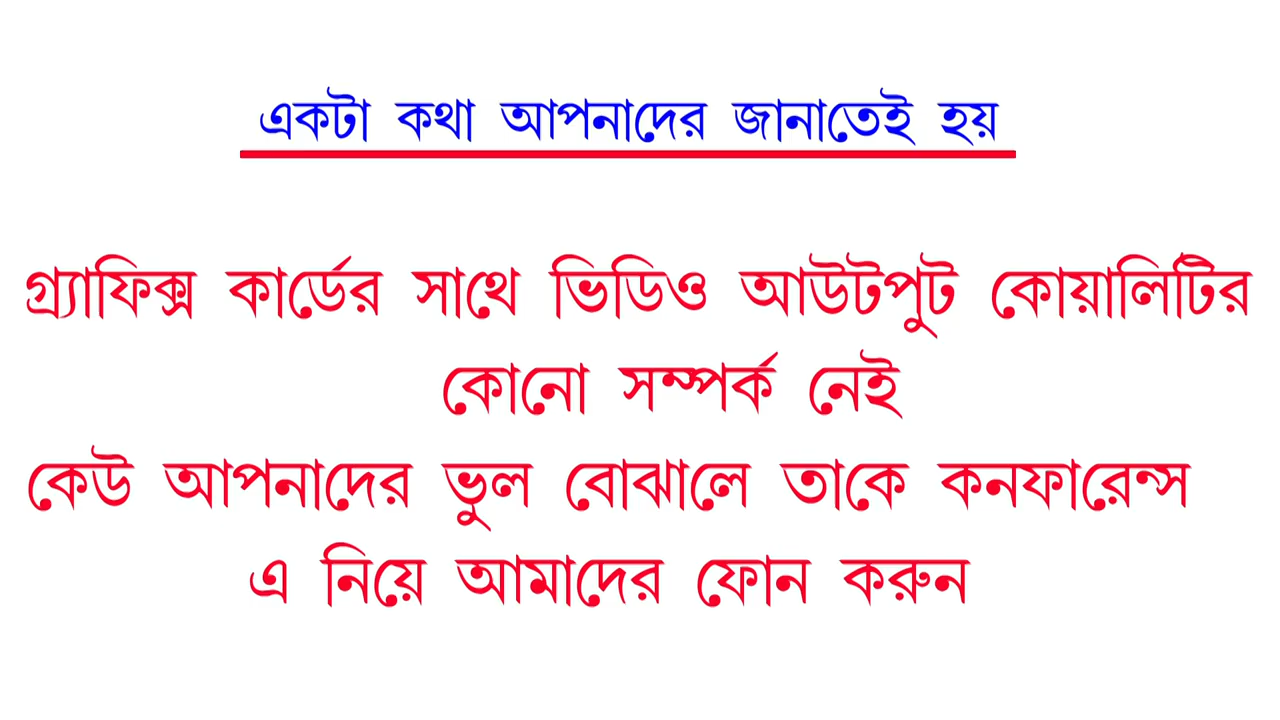 একটা কথা আপনাদের জানাতেই হয়
গ্র্যাফিক্স কার্ডের সাথে ভিডিও আউটপুট কোয়ালিটির
কোনো সম্পর্ক নেই
কেউ আপনাদের ভুল বোঝালে তাকে কনফারেন্স
এ নিয়ে আমাদের ফোন করুন